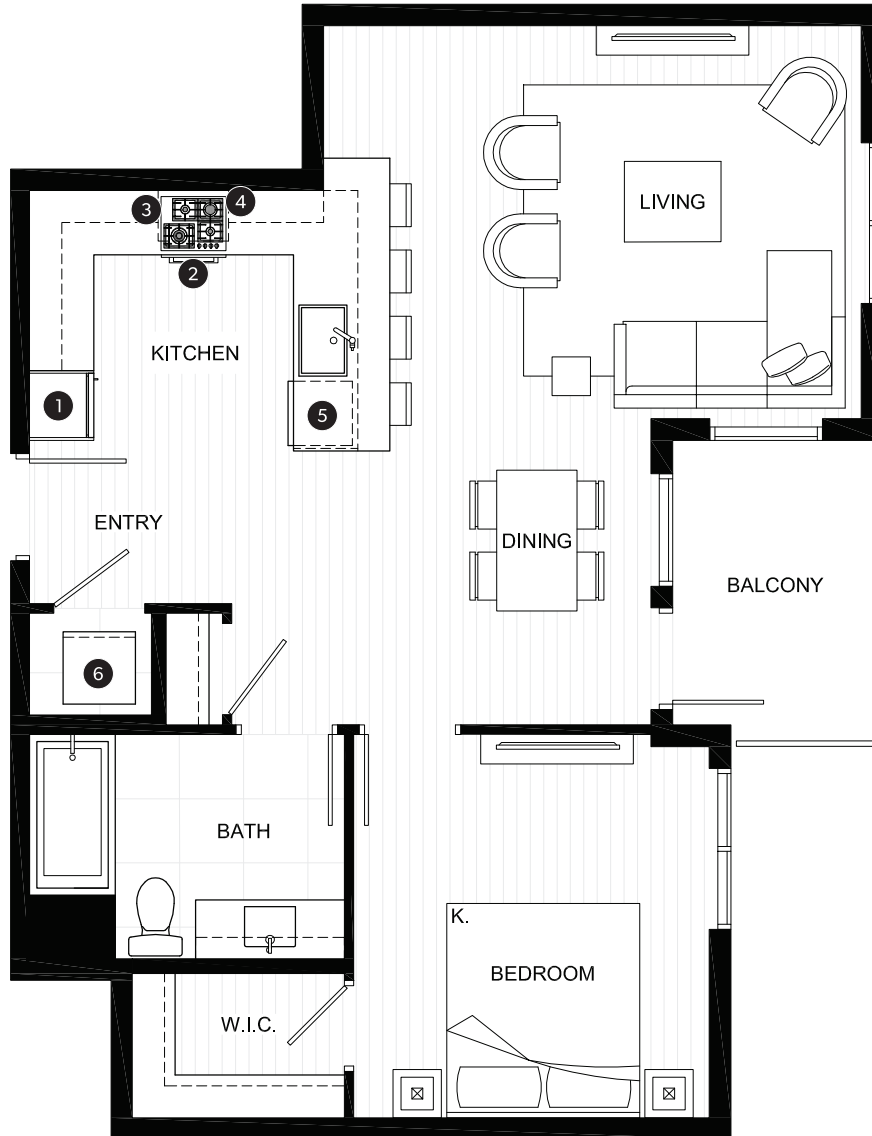 LIVING
3
4
2
KITCHEN
1
5
ENTRY
DINING
BALCONY
6
BATH
K.
BEDROOM
W.I.C.